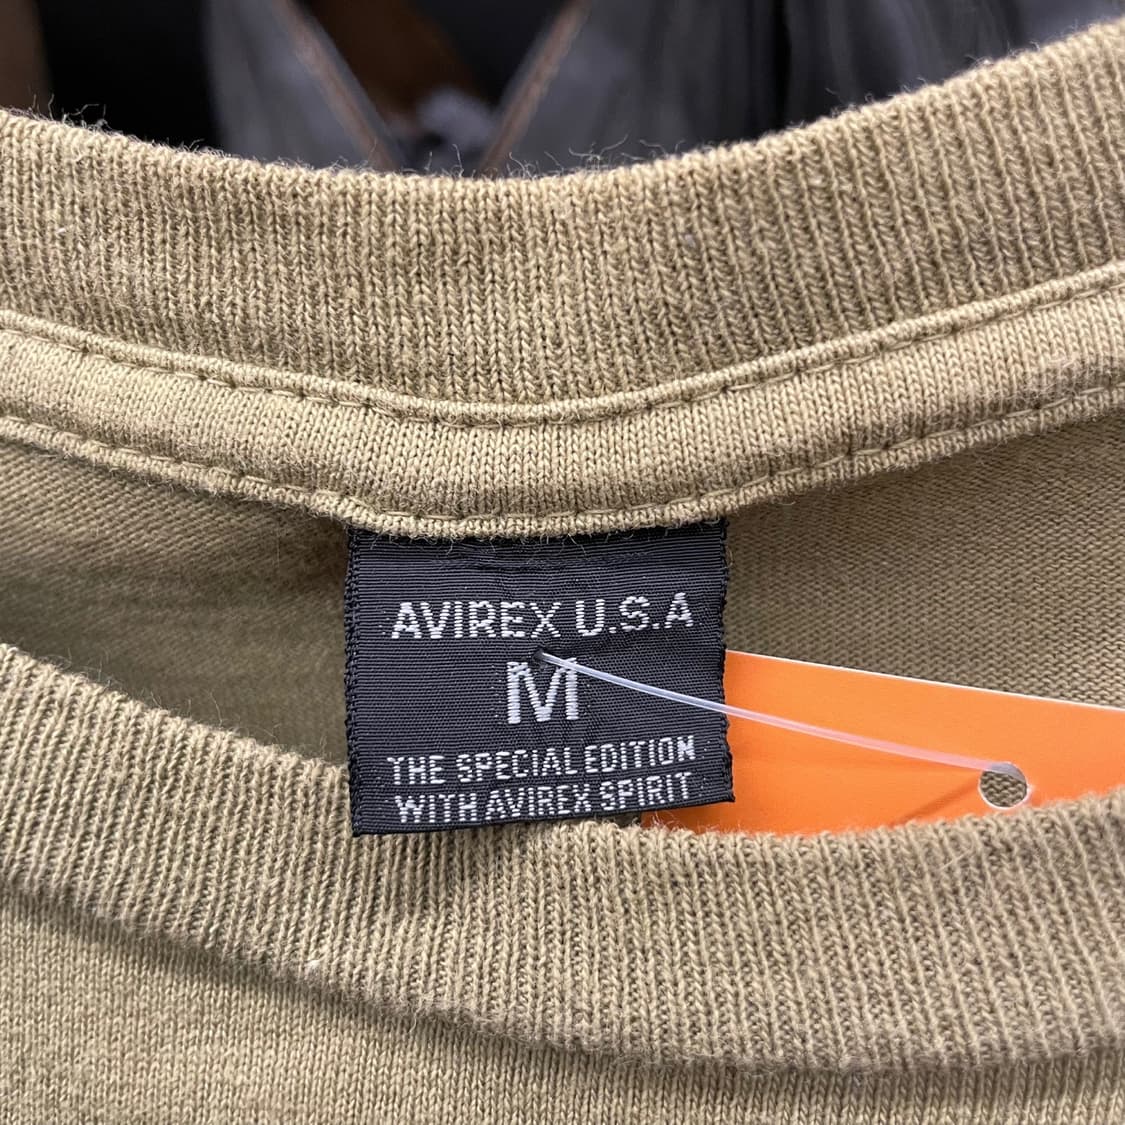 AVIREX U.S.A
M
THE SPECIAL EDITION
WITH AVIREX SPIRIT